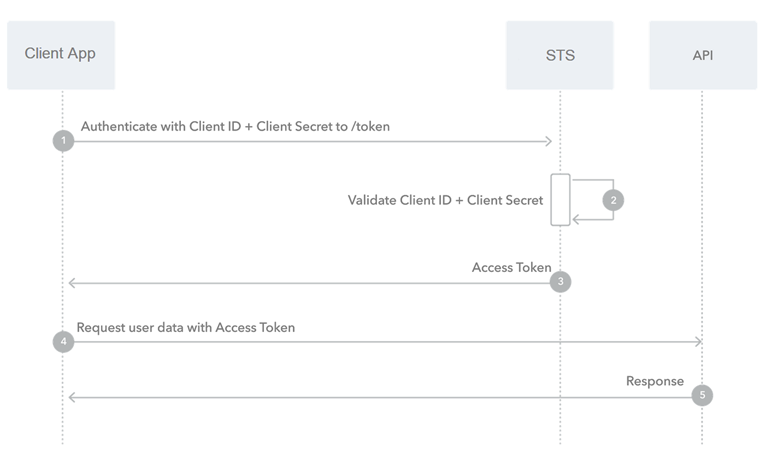 Client App
STS
API
Authenticate with Client ID + Client Secret to /token
1
Validate Client ID + Client Secret
2
Access Token
3
Request user data with Access Token
4
Response
5